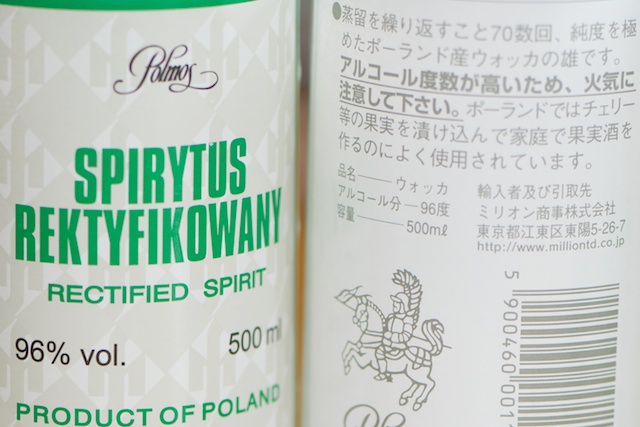 Polmos
SPIRYTUS
REKTYFIKOWANY
RECTIFIED SPIRIT
96% vol.
500 ml
PRODUCT OF POLAND
●蒸留を繰り返すこと70数回、純度を極
めたポーランド産ウォッカの雄です。
アルコール度数が高いため、火気に
注意して下さい。ポーランドではチェリー
等の果実を漬け込んで家庭で果実酒を
作るのによく使用されています。
品名――ウォッカ
アルコール分―96度
容量――500mℓ
輸入者及び引取先
ミリオン商事株式会社
東京都江東区東陽5-26-7
http://www.milliontd.co.jp
5 900460 001